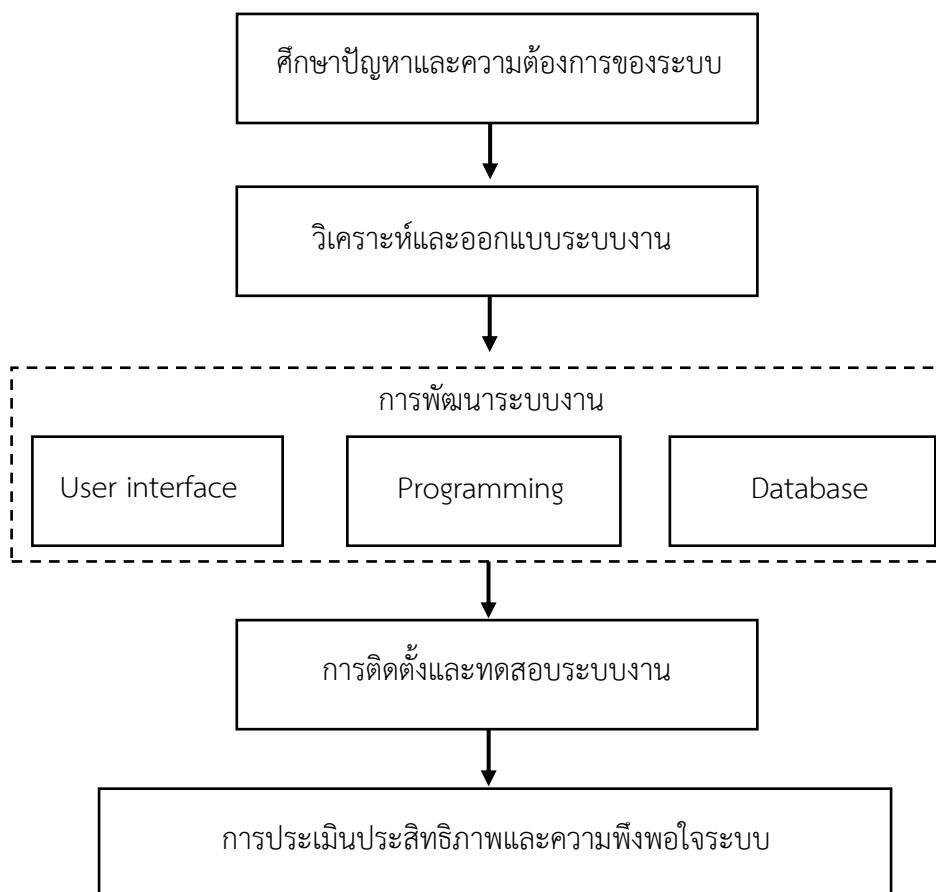 ศึกษาปัญหาและความต้องการของระบบ
วิเคราะห์และออกแบบระบบงาน
การพัฒนาระบบงาน
User interface
Programming
Database
การติดตั้งและทดสอบระบบงาน
การประเมินประสิทธิภาพและความพึงพอใจระบบ